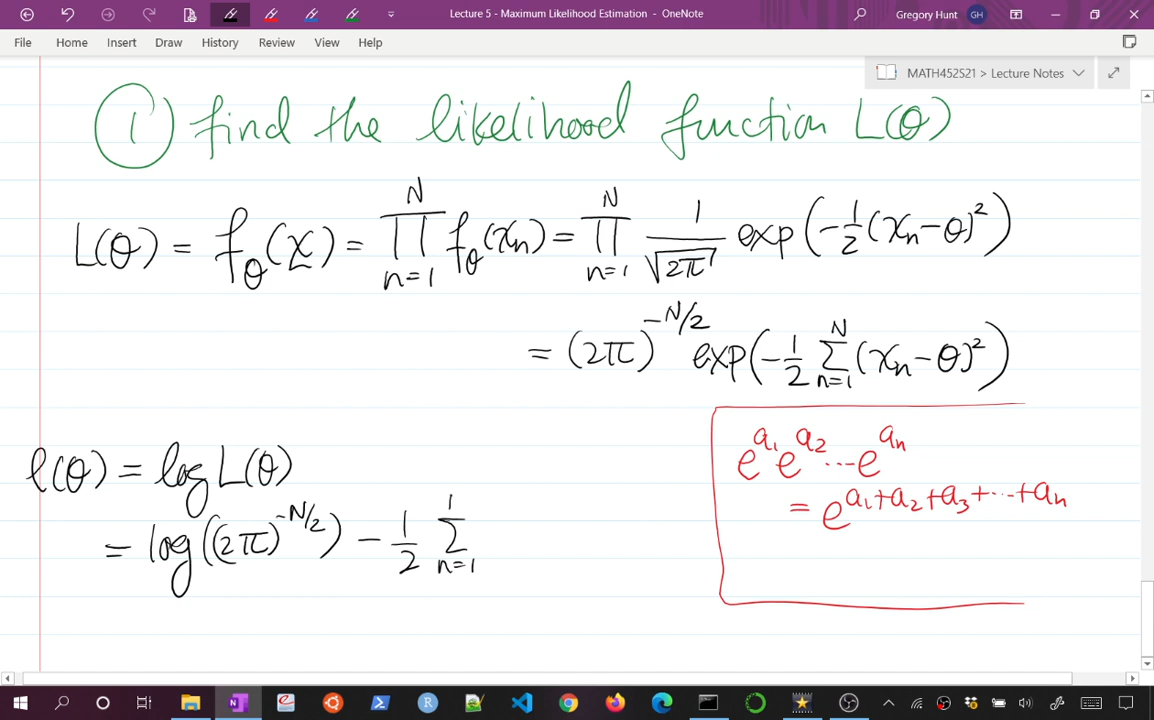 Lecture 5 - Maximum Likelihood Estimation - OneNote
Gregory Hunt GH
File Home Insert Draw History Review View Help
MATH452S21 > Lecture Notes
① find the likelihood function L(θ)
L(θ) = f_θ(x) = ∏_{n=1}^{N} f_θ(x_n) = ∏_{n=1}^{N} 1/√(2π) exp(-1/2 (x_n - θ)²)
= (2π)^{-N/2} exp(-1/2 ∑_{n=1}^{N} (x_n - θ)²)
e^{a_1} e^{a_2} ... e^{a_n}
= e^{a_1+a_2+a_3+...+a_n}
ℓ(θ) = log L(θ)
= log((2π)^{-N/2}) - 1/2 ∑_{n=1}^{1}